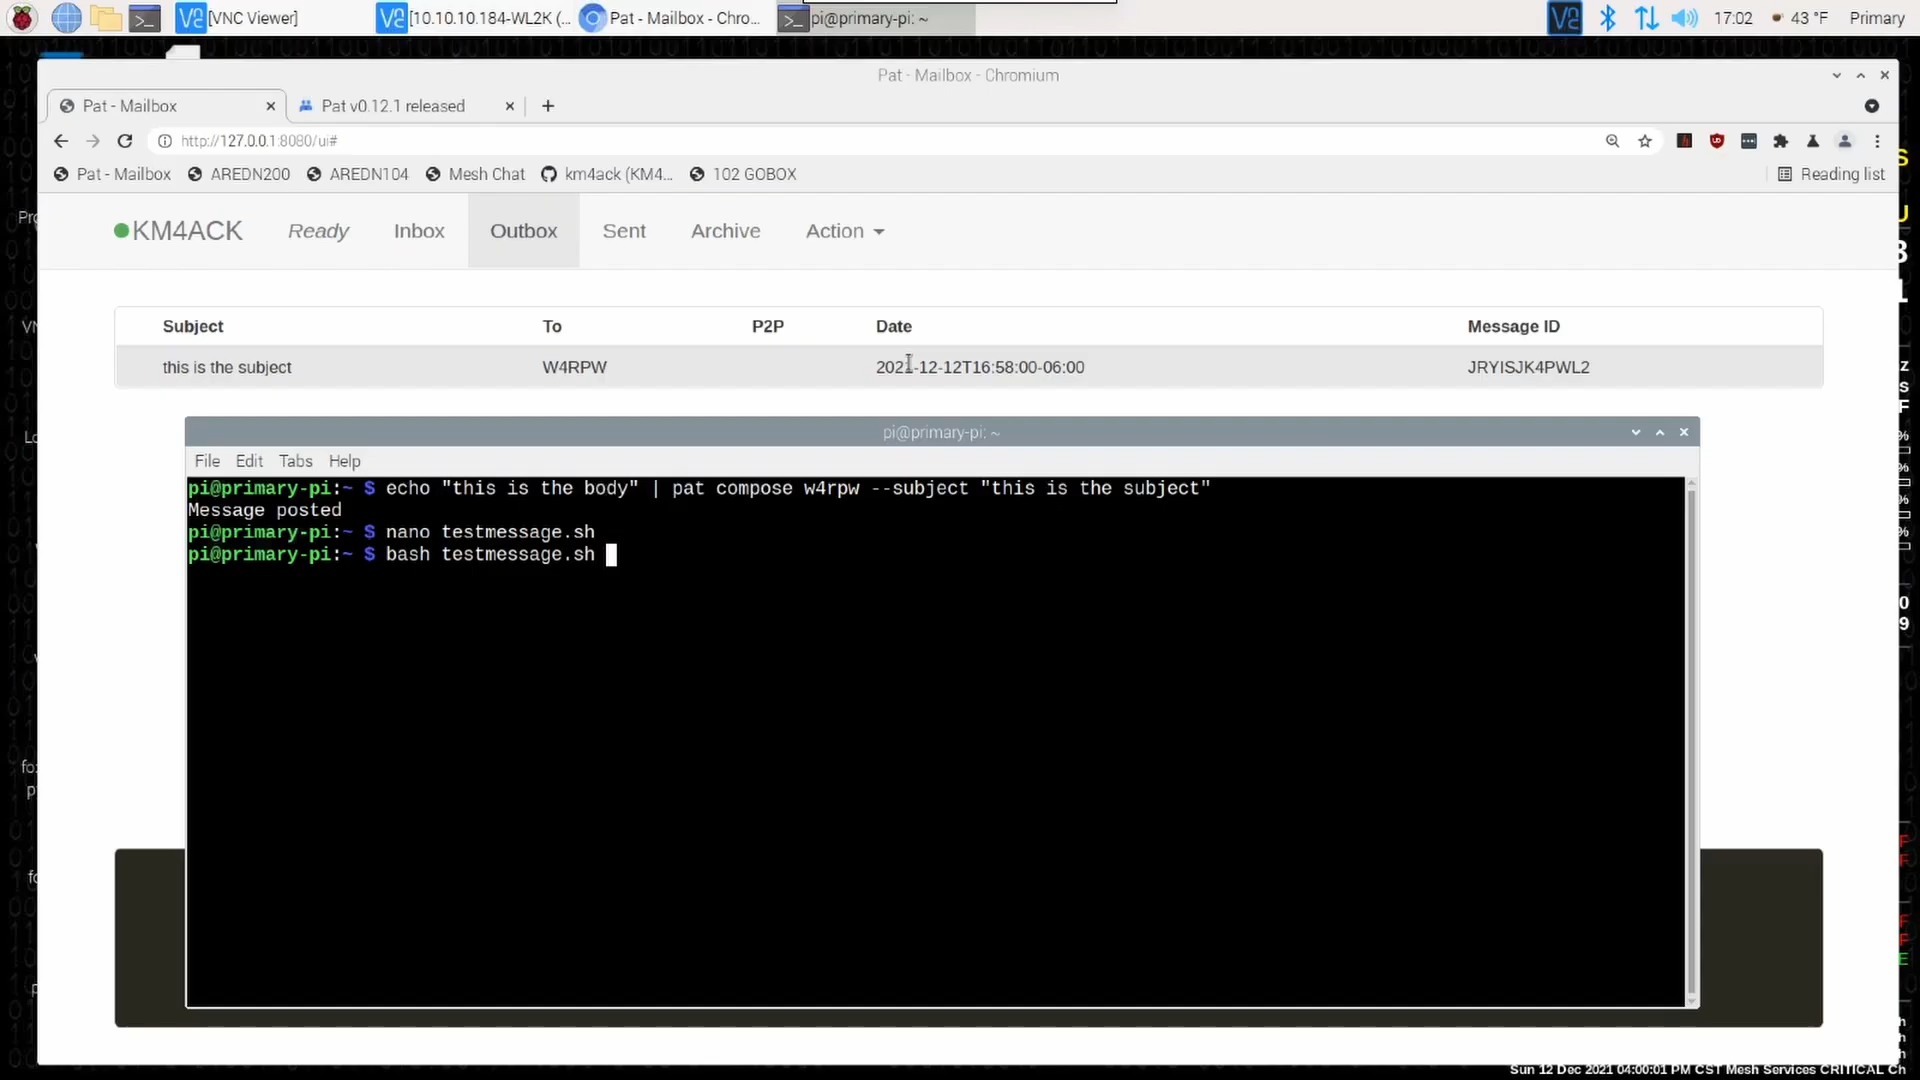 [VNC Viewer] [10.10.10.184-WL2K (... Pat - Mailbox - Chro... pi@primary-pi: ~ 17:02 43 °F Primary
Pat - Mailbox - Chromium
Pat - Mailbox Pat v0.12.1 released
http://127.0.0.1:8080/ui#
Pat - Mailbox AREDN200 AREDN104 Mesh Chat km4ack (KM4... 102 GOBOX Reading list
KM4ACK Ready Inbox Outbox Sent Archive Action
Subject To P2P Date Message ID
this is the subject W4RPW 2021-12-12T16:58:00-06:00 JRYISJK4PWL2
pi@primary-pi: ~
File Edit Tabs Help
pi@primary-pi:~ $ echo "this is the body" | pat compose w4rpw --subject "this is the subject"
Message posted
pi@primary-pi:~ $ nano testmessage.sh
pi@primary-pi:~ $ bash testmessage.sh
Sun 12 Dec 2021 04:00:01 PM CST Mesh Services CRITICAL Ch